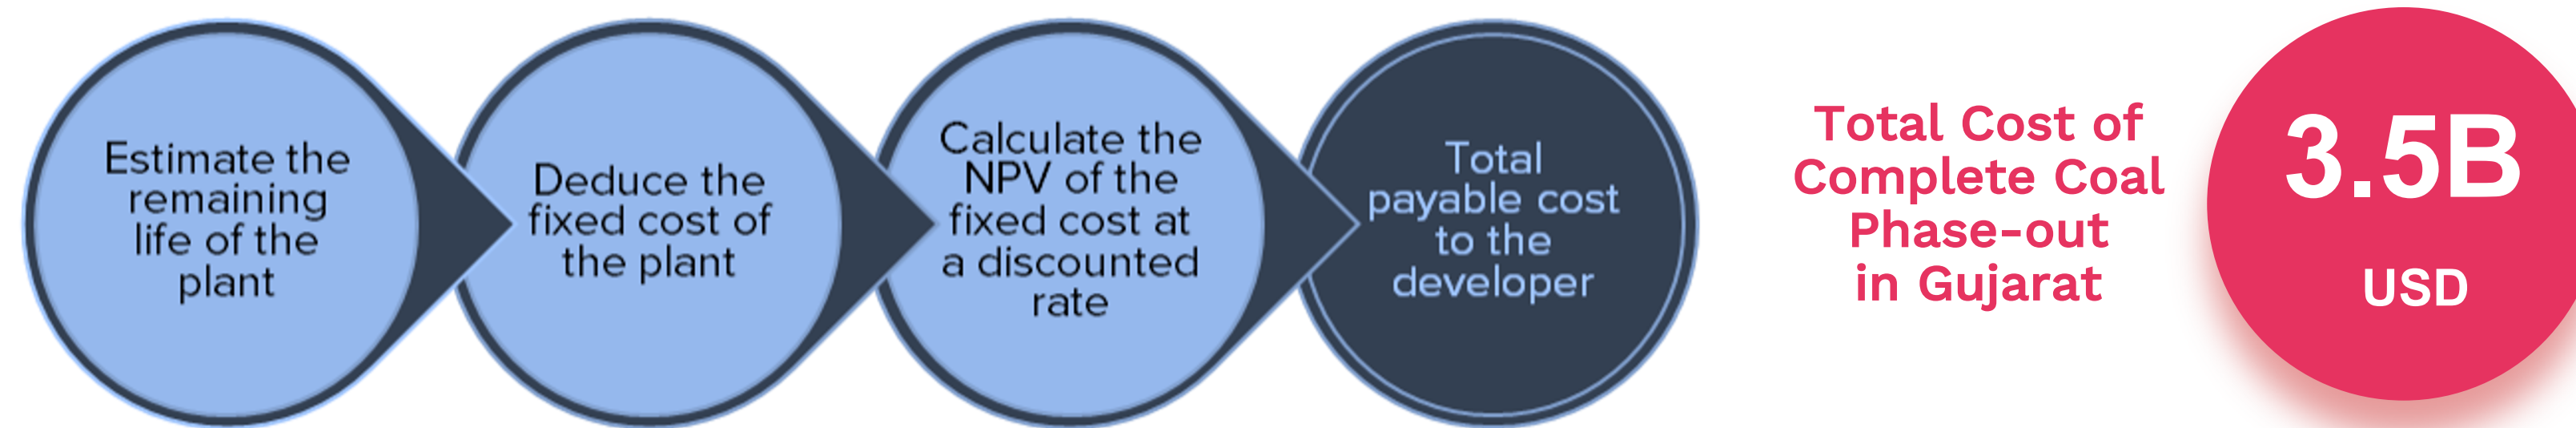 Estimate the
remaining
life of the
plant
Deduce the
fixed cost of
the plant
Calculate the
NPV of the
fixed cost at
a discounted
rate
Total
payable cost
to the
developer
Total Cost of
Complete Coal
Phase-out
in Gujarat
3.5B
USD